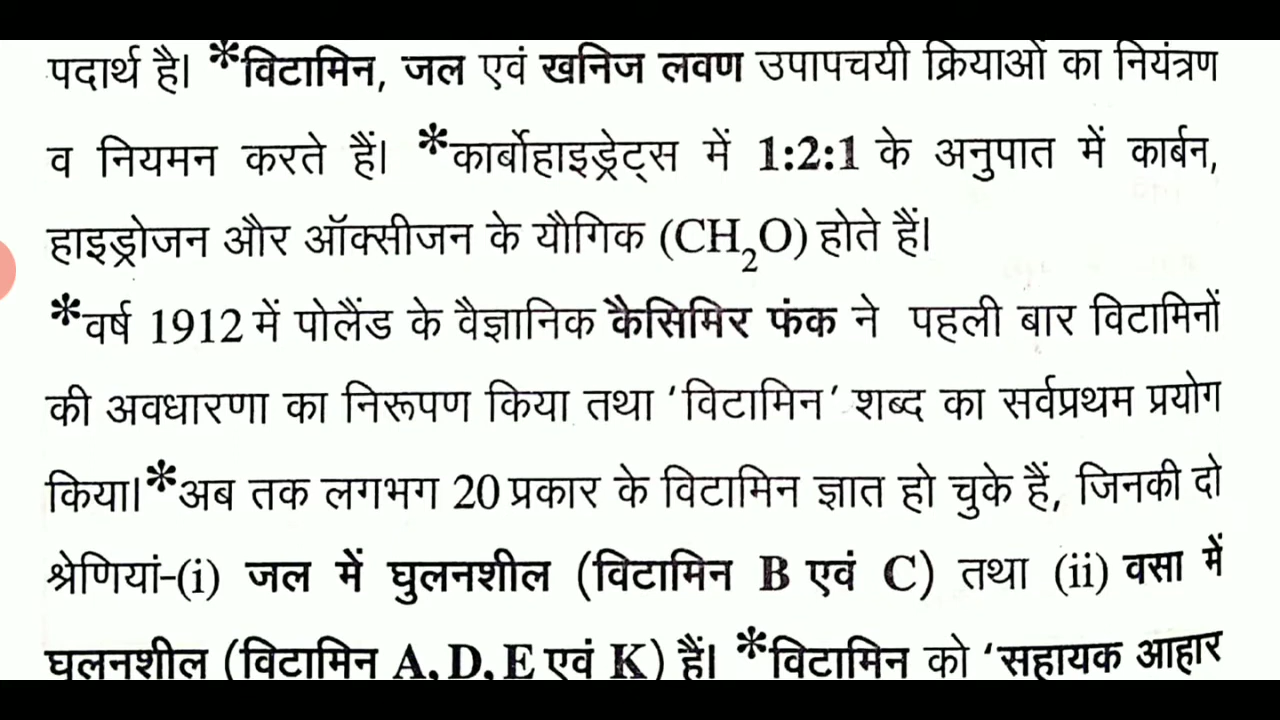 पदार्थ है। *विटामिन, जल एवं खनिज लवण उपापचयी क्रियाओं का नियंत्रण
व नियमन करते हैं। *कार्बोहाइड्रेट्स में 1:2:1 के अनुपात में कार्बन,
हाइड्रोजन और ऑक्सीजन के यौगिक (CH₂O) होते हैं।
*वर्ष 1912 में पोलैंड के वैज्ञानिक कैसिमिर फंक ने पहली बार विटामिनों
की अवधारणा का निरूपण किया तथा ‘विटामिन’ शब्द का सर्वप्रथम प्रयोग
किया। *अब तक लगभग 20 प्रकार के विटामिन ज्ञात हो चुके हैं, जिनकी दो
श्रेणियां-(i) जल में घुलनशील (विटामिन B एवं C) तथा (ii) वसा में
घुलनशील (विटामिन A, D, E एवं K) हैं। *विटामिन को ‘सहायक आहार